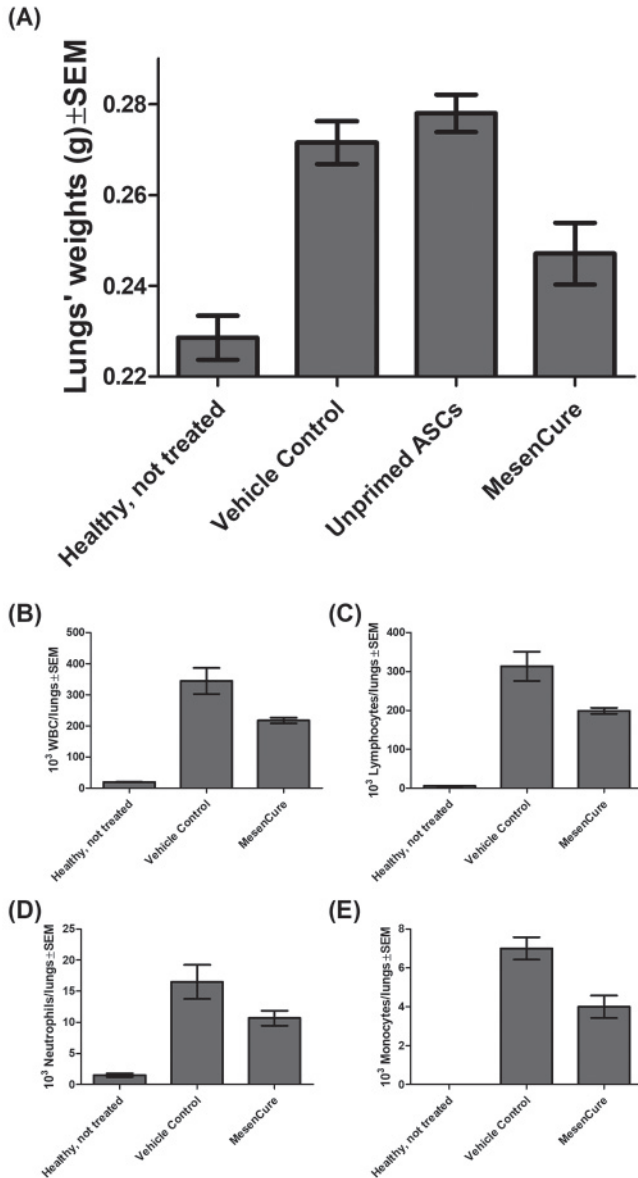 (A)
Lungs' weights (g)±SEM
0.28
0.26
0.24
0.22
Healthy, not treated
Vehicle Control
Unprimed ASCs
MesenCure
(B)
10³ WBC/lungs±SEM
500
400
300
200
100
0
Healthy, not treated
Vehicle Control
MesenCure
(C)
10³ Lymphocytes/lungs±SEM
400
300
200
100
0
Healthy, not treated
Vehicle Control
MesenCure
(D)
10³ Neutrophils/lungs±SEM
25
20
15
10
5
0
Healthy, not treated
Vehicle Control
MesenCure
(E)
10³ Monocytes/lungs±SEM
8
6
4
2
0
Healthy, not treated
Vehicle Control
MesenCure